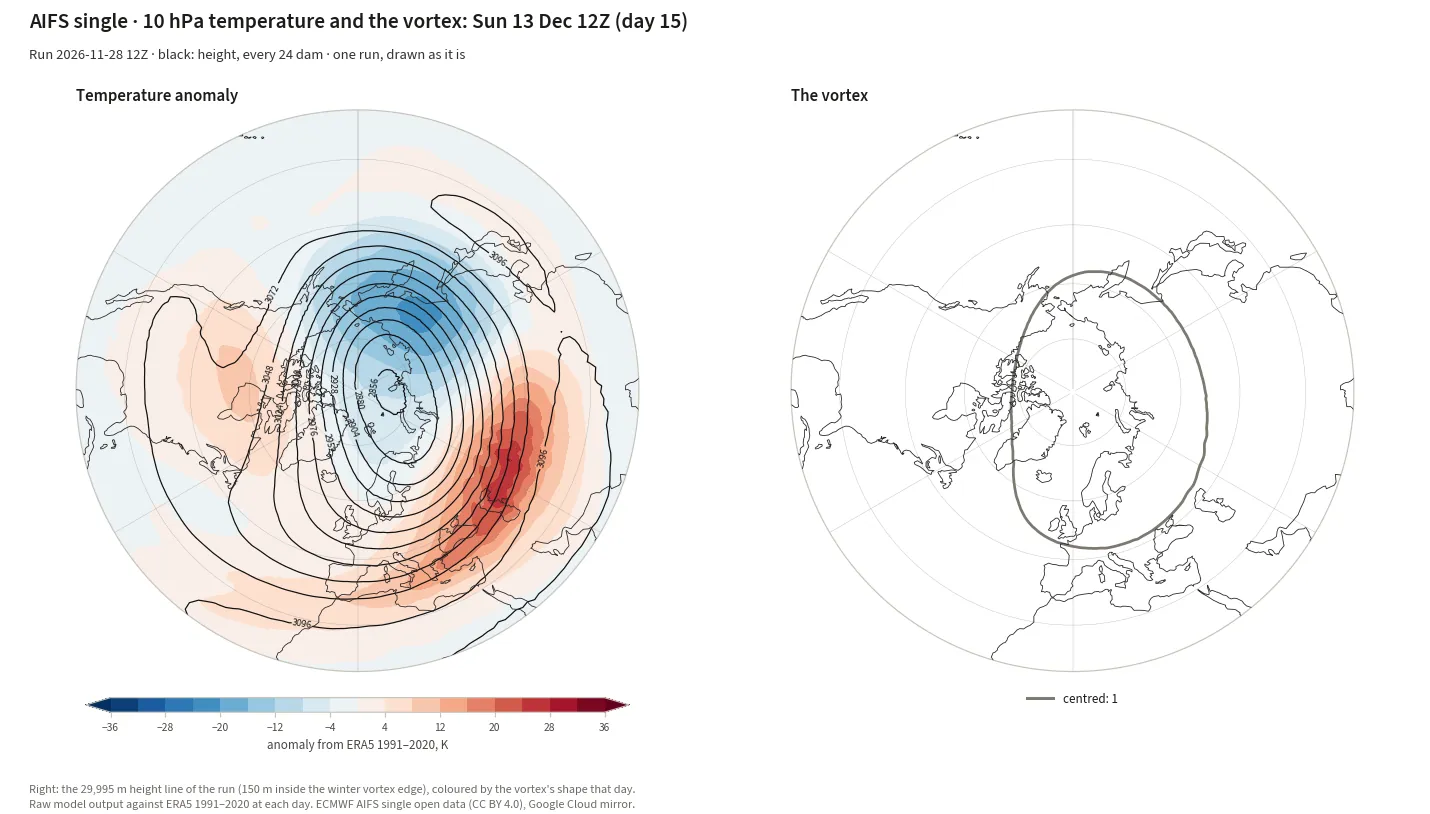 AIFS single · 10 hPa temperature and the vortex: Sun 13 Dec 12Z (day 15)
Run 2026-11-28 12Z · black: height, every 24 dam · one run, drawn as it is
Temperature anomaly
The vortex
3096
3072
3048
2928
2856
2880
2904
2976
3096
3096
centred: 1
−36 −28 −20 −12 −4 4 12 20 28 36
anomaly from ERA5 1991–2020, K
Right: the 29,995 m height line of the run (150 m inside the winter vortex edge), coloured by the vortex's shape that day.
Raw model output against ERA5 1991–2020 at each day. ECMWF AIFS single open data (CC BY 4.0), Google Cloud mirror.